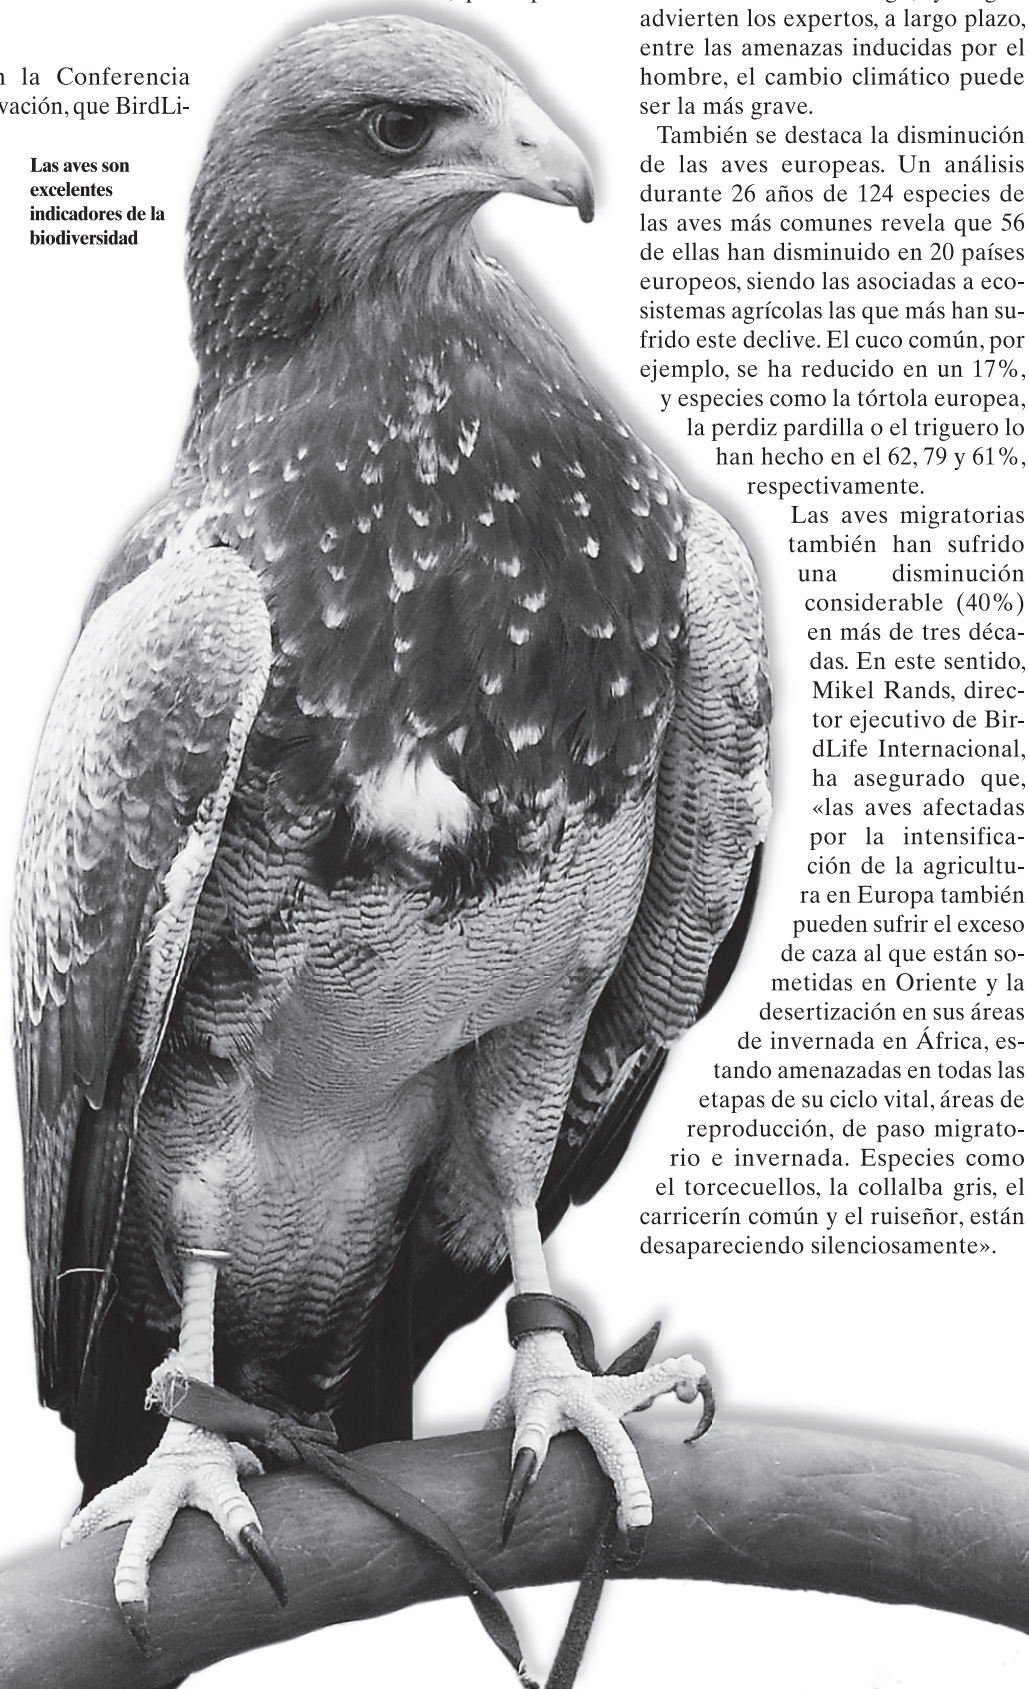 n la Conferencia
vación, que BirdLi-
Las aves son
excelentes
indicadores de la
biodiversidad
advierten los expertos, a largo plazo,
entre las amenazas inducidas por el
hombre, el cambio climático puede
ser la más grave.
También se destaca la disminución
de las aves europeas. Un análisis
durante 26 años de 124 especies de
las aves más comunes revela que 56
de ellas han disminuido en 20 países
europeos, siendo las asociadas a eco-
sistemas agrícolas las que más han su-
frido este declive. El cuco común, por
ejemplo, se ha reducido en un 17%,
y especies como la tórtola europea,
la perdiz pardilla o el triguero lo
han hecho en el 62, 79 y 61%,
respectivamente.
Las aves migratorias
también han sufrido
una disminución
considerable (40%)
en más de tres déca-
das. En este sentido,
Mikel Rands, direc-
tor ejecutivo de Bir-
dLife Internacional,
ha asegurado que,
«las aves afectadas
por la intensifica-
ción de la agricultu-
ra en Europa también
pueden sufrir el exceso
de caza al que están so-
metidas en Oriente y la
desertización en sus áreas
de invernada en África, es-
tando amenazadas en todas las
etapas de su ciclo vital, áreas de
reproducción, de paso migrato-
rio e invernada. Especies como
el torcecuellos, la collalba gris, el
carricerín común y el ruiseñor, están
desapareciendo silenciosamente».